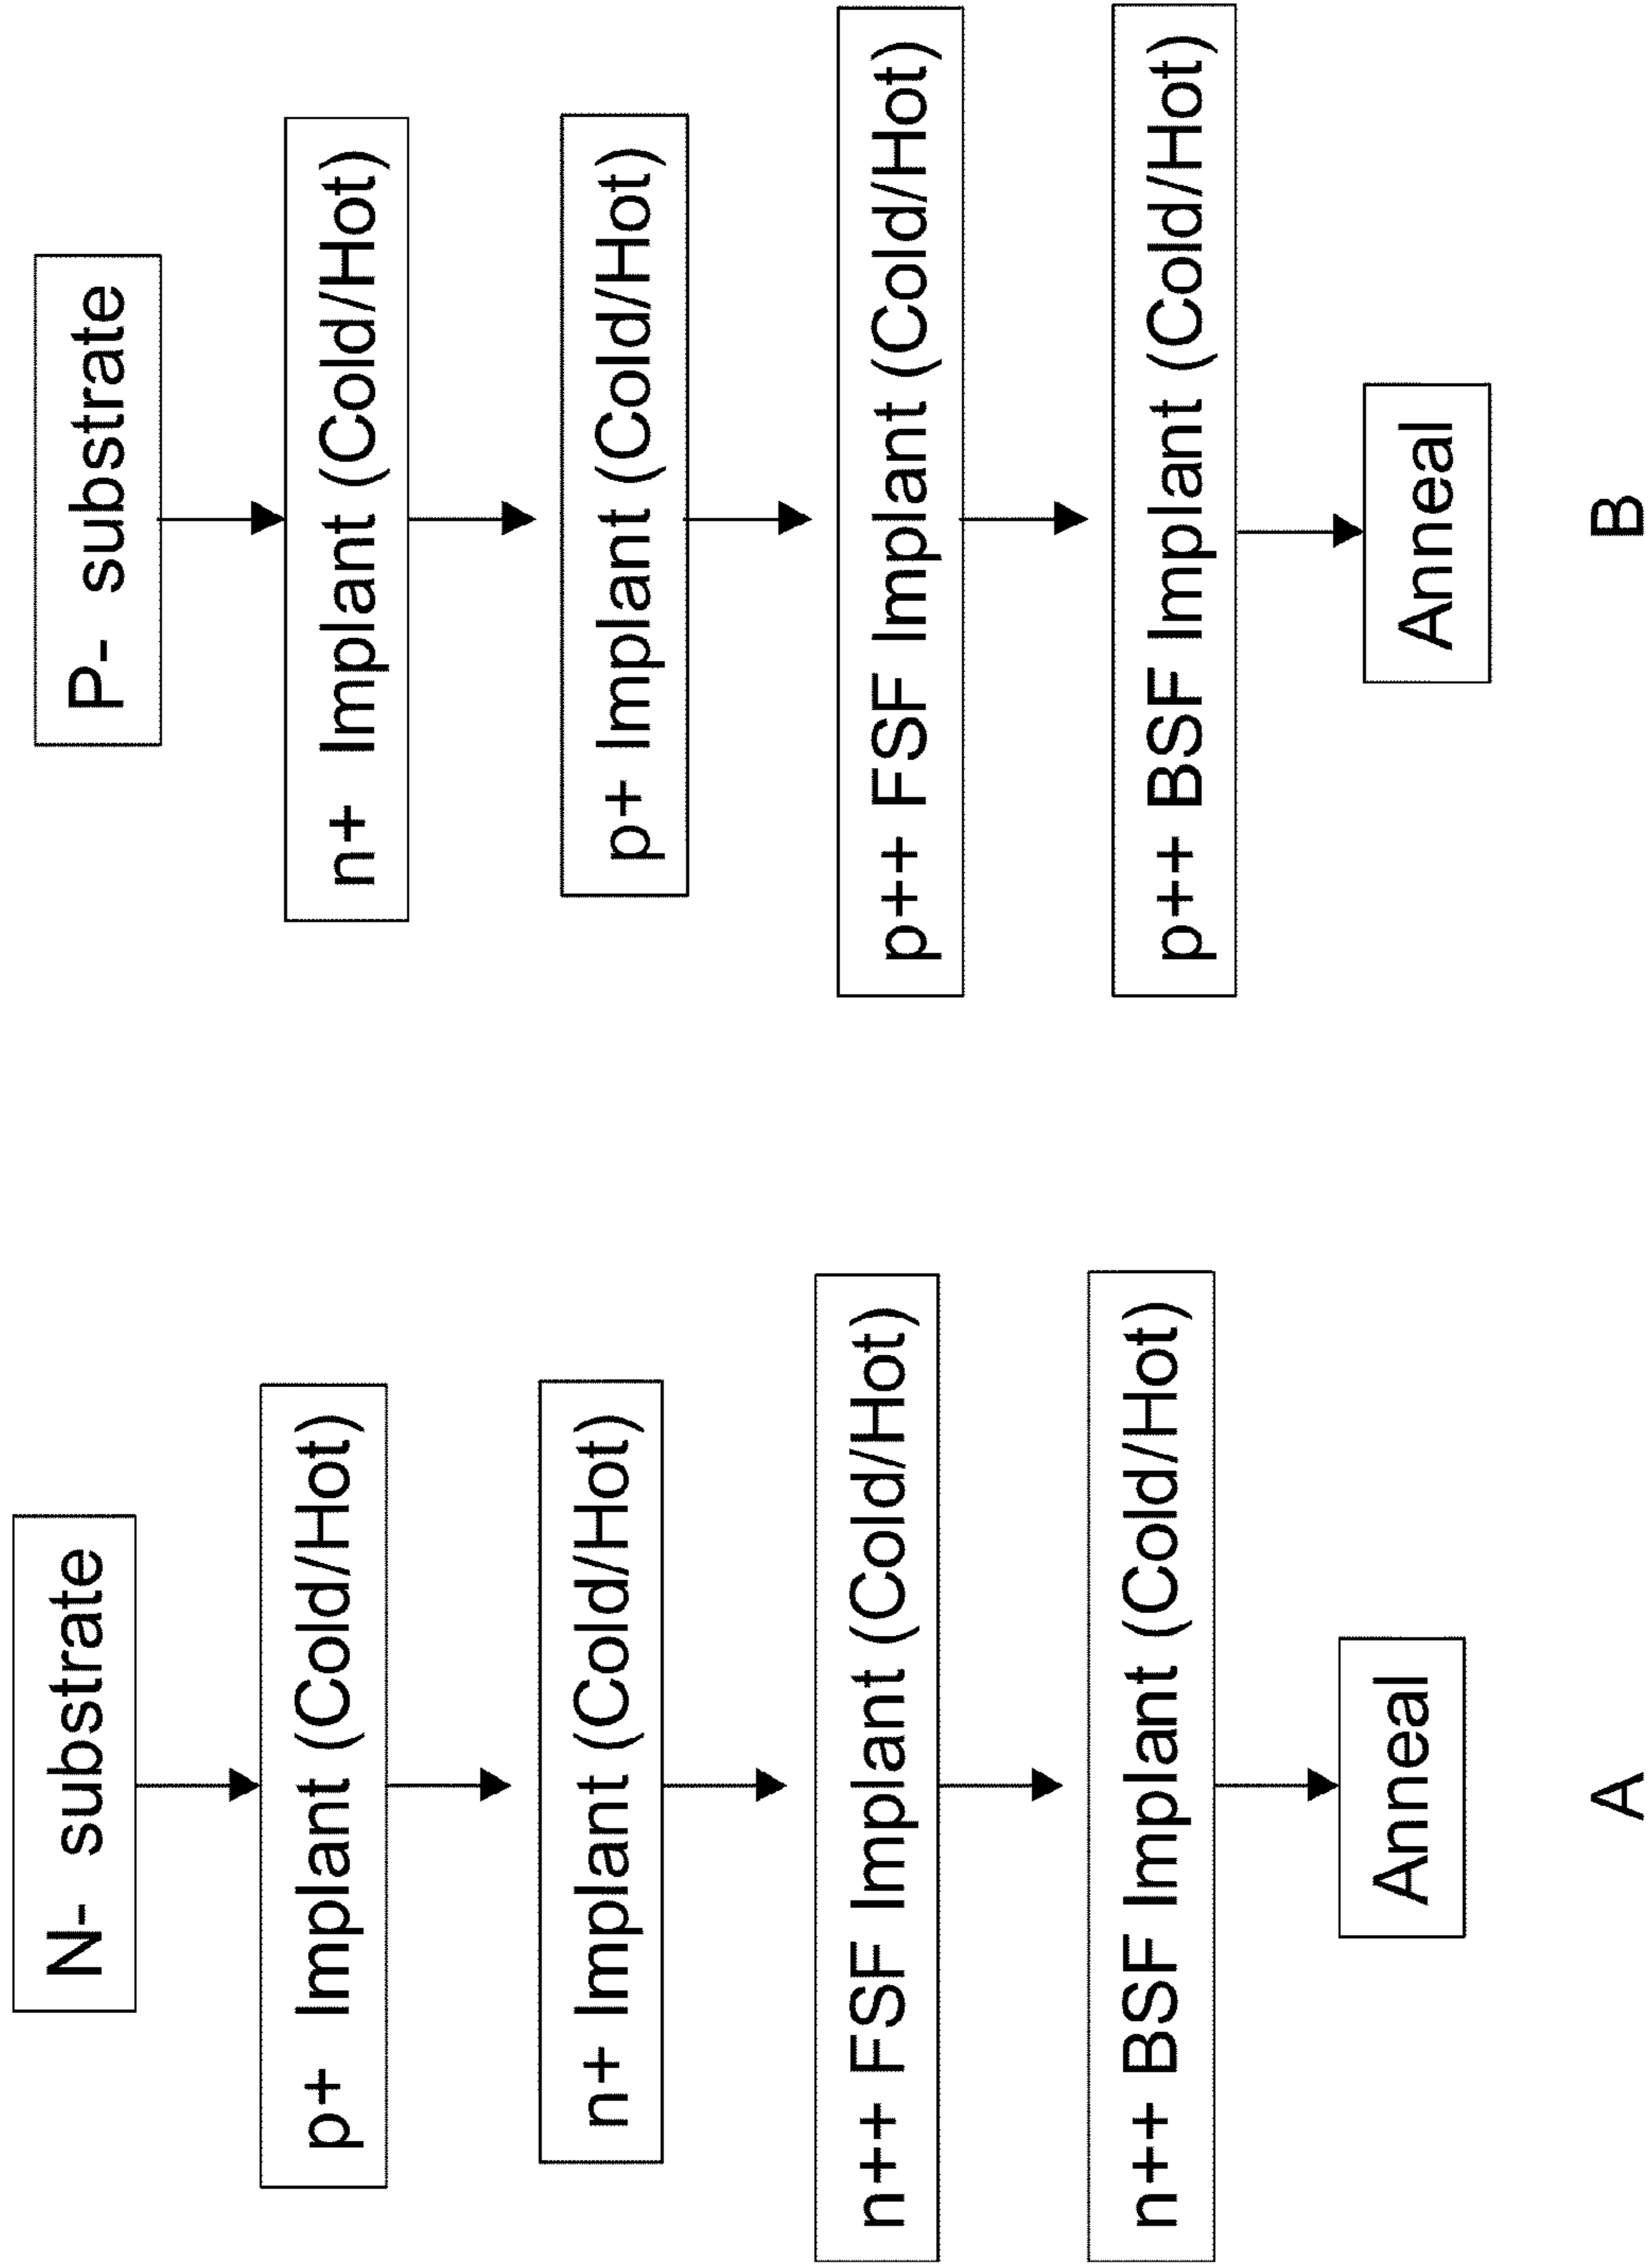 N- substrate
p+ Implant (Cold/Hot)
n+ Implant (Cold/Hot)
n++ FSF Implant (Cold/Hot)
n++ BSF Implant (Cold/Hot)
Anneal
A
P- substrate
n+ Implant (Cold/Hot)
p+ Implant (Cold/Hot)
p++ FSF Implant (Cold/Hot)
p++ BSF Implant (Cold/Hot)
Anneal
B